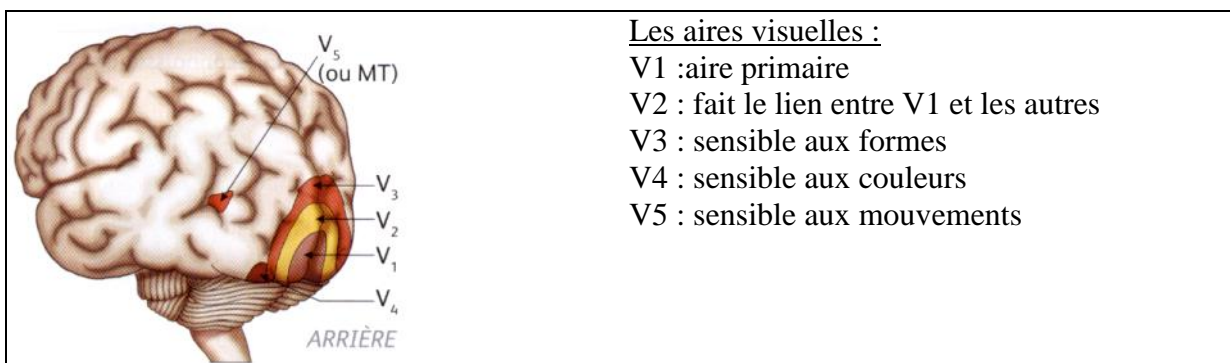 V5
(ou MT)
V3
V2
V1
V4
ARRIÈRE
Les aires visuelles :
V1 :aire primaire
V2 : fait le lien entre V1 et les autres
V3 : sensible aux formes
V4 : sensible aux couleurs
V5 : sensible aux mouvements